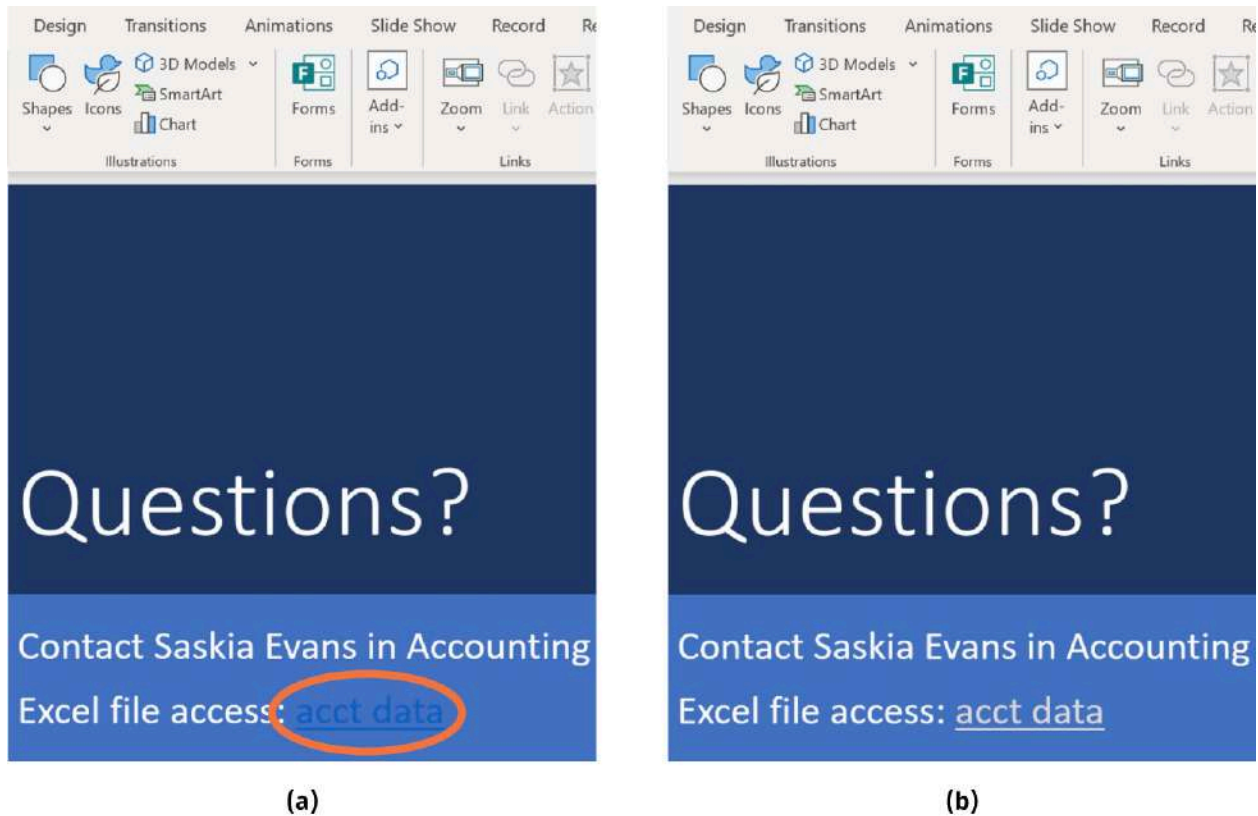 Design Transitions Animations Slide Show Record Re
Shapes Icons 3D Models SmartArt Chart Forms Add-ins Zoom Link Action
Illustrations Forms Links
Questions?
Contact Saskia Evans in Accounting
Excel file access: acct data
(a)
Design Transitions Animations Slide Show Record Re
Shapes Icons 3D Models SmartArt Chart Forms Add-ins Zoom Link Action
Illustrations Forms Links
Questions?
Contact Saskia Evans in Accounting
Excel file access: acct data
(b)